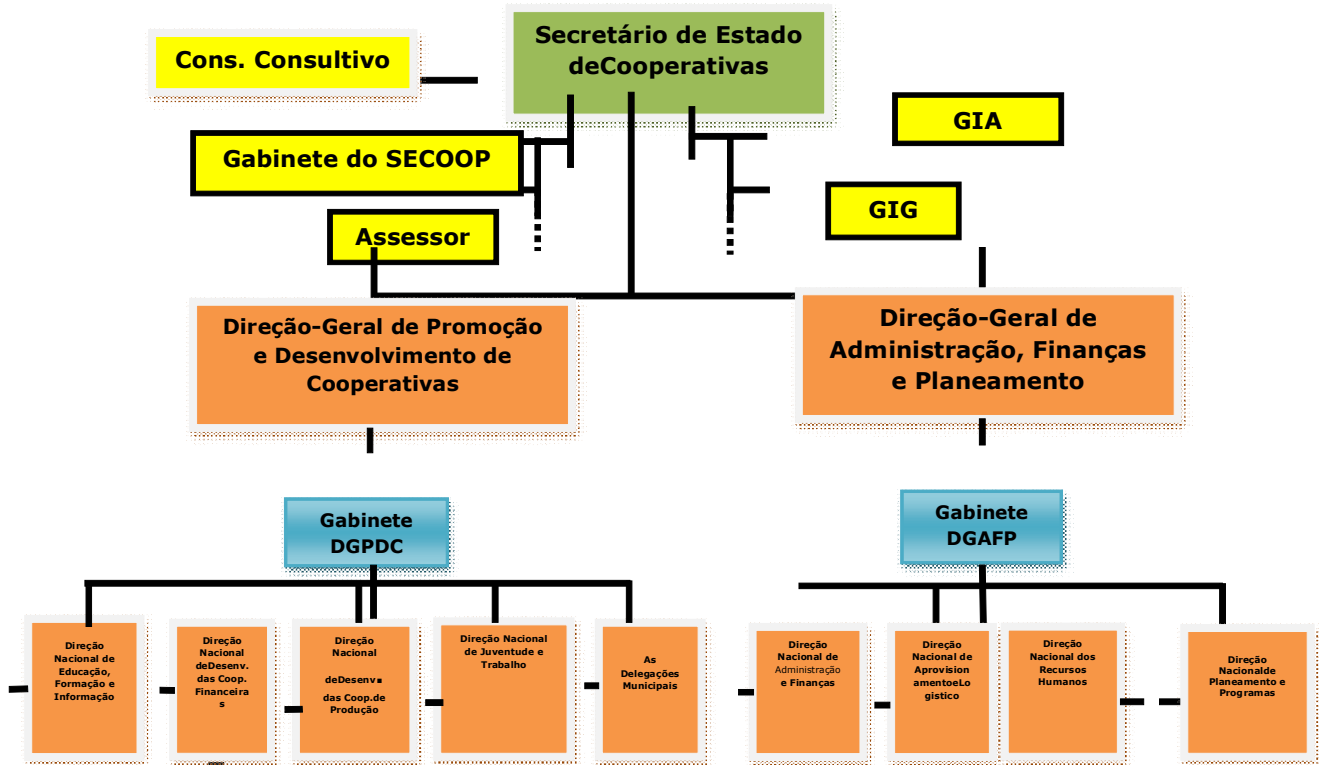 Secretário de Estado
deCooperativas
Cons. Consultivo
GIA
Gabinete do SECOOP
GIG
Assessor
Direção-Geral de Promoção
e Desenvolvimento de
Cooperativas
Direção-Geral de
Administração, Finanças
e Planeamento
Gabinete
DGPDC
Gabinete
DGAFP
Direção
Nacional de
Educação,
Formação e
Informação
Direção
Nacional
deDesenv.
das Coop.
Financeira
s
Direção
Nacional
deDesenv.
das Coop.de
Produção
Direção Nacional
de Juventude e
Trabalho
As
Delegações
Municipais
Direção
Nacional de
Administração
e Finanças
Direção
Nacional de
Aprovision
amentoeLo
gistico
Direção
Nacional dos
Recursos
Humanos
Direção
Nacionalde
Planeamento e
Programas